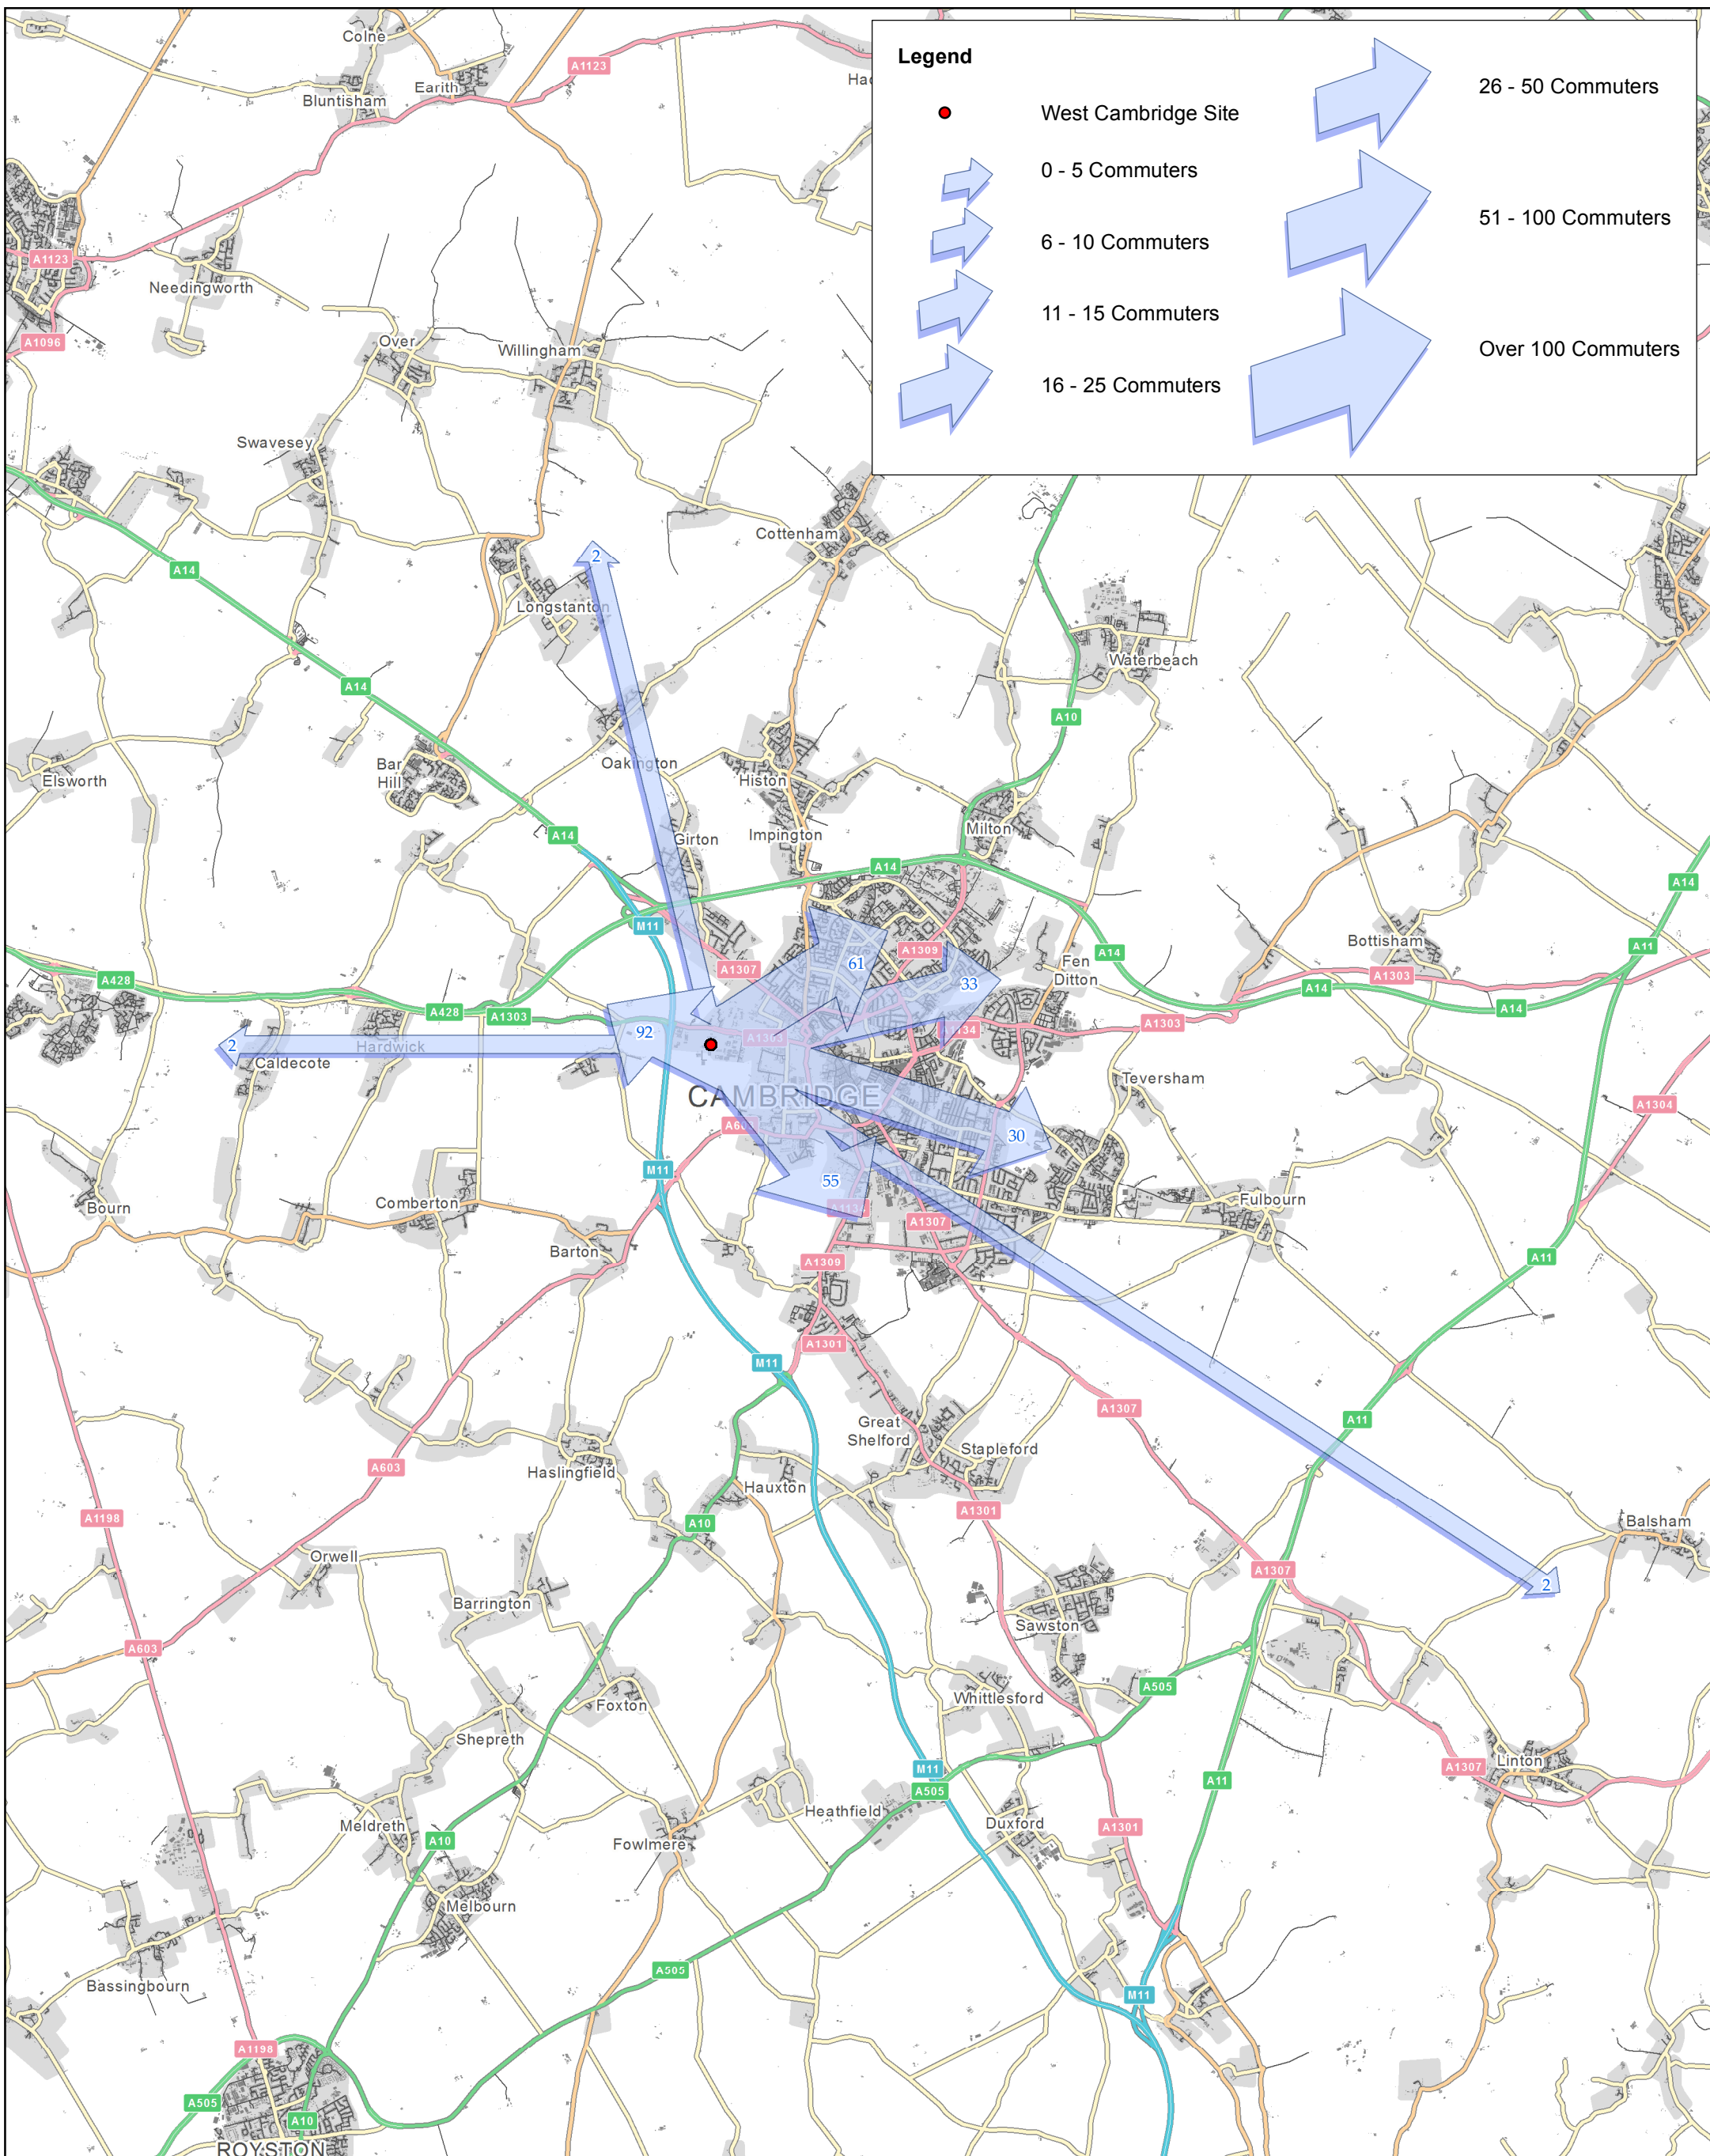 Legend
West Cambridge Site
0 - 5 Commuters
6 - 10 Commuters
11 - 15 Commuters
16 - 25 Commuters
26 - 50 Commuters
51 - 100 Commuters
Over 100 Commuters
Colne
A1123
Earith
Bluntisham
A1123
Needingworth
A1096
Over
Willingham
Swavesey
Cottenham
A14
2
Longstanton
Waterbeach
A14
A10
Oakington
Bar
Hill
Histon
Elsworth
A14
Girton
Impington
Milton
A14
A14
M11
A1309
Bottisham
A11
A14
61
A1307
Fen
Ditton
A1303
A428
33
A14
A428
A1303
A14
92
A1303
A1303
2
Hardwick
Caldecote
CAMBRIDGE
Teversham
A1304
30
M11
55
Comberton
Bourn
Fulbourn
A1307
Barton
A1309
A11
A1301
M11
A1307
A11
Great
Shelford
Stapleford
A603
Haslingfield
Hauxton
A1301
A1198
A10
Balsham
Orwell
A1307
2
Barrington
Sawston
A603
A505
Whittlesford
Foxton
Shepreth
Linton
M11
A1307
A11
A505
Heathfield
Duxford
Meldreth
A1301
A10
Fowlmere
Melbourn
A505
Bassingbourn
M11
A1198
A505
A10
ROYSTON